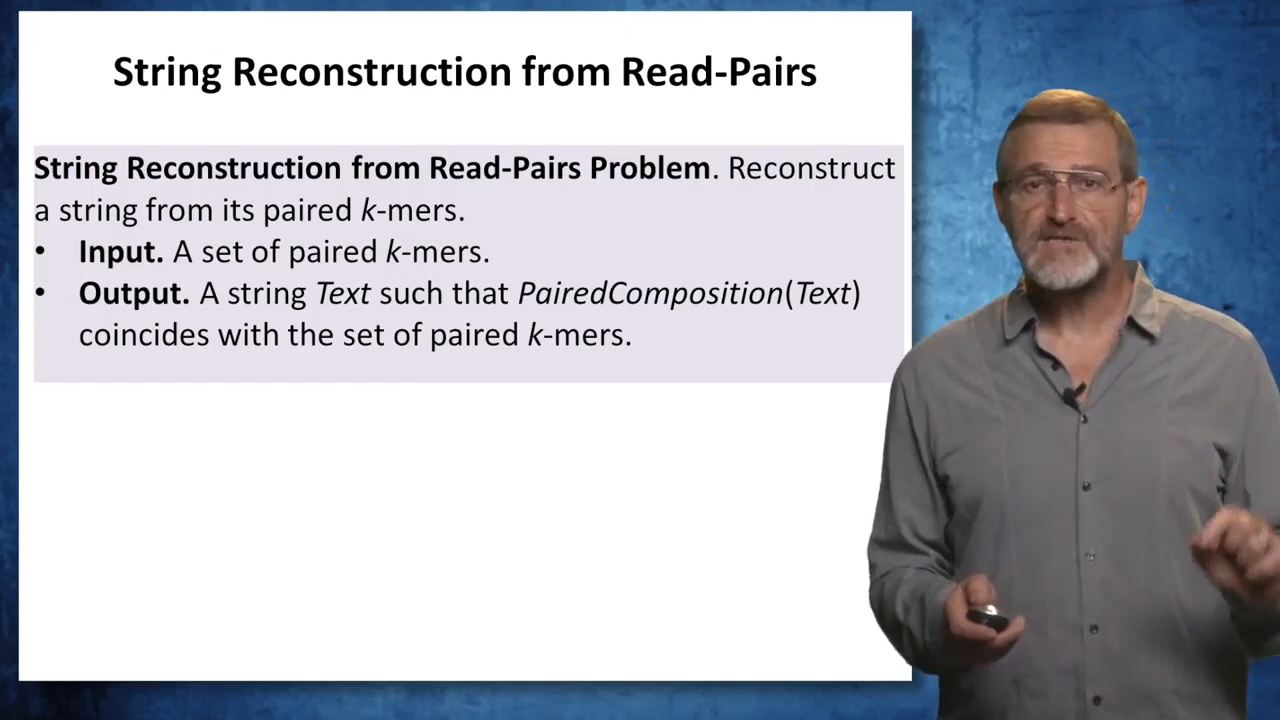 String Reconstruction from Read-Pairs
String Reconstruction from Read-Pairs Problem. Reconstruct
a string from its paired k-mers.
• Input. A set of paired k-mers.
• Output. A string Text such that PairedComposition(Text)
coincides with the set of paired k-mers.